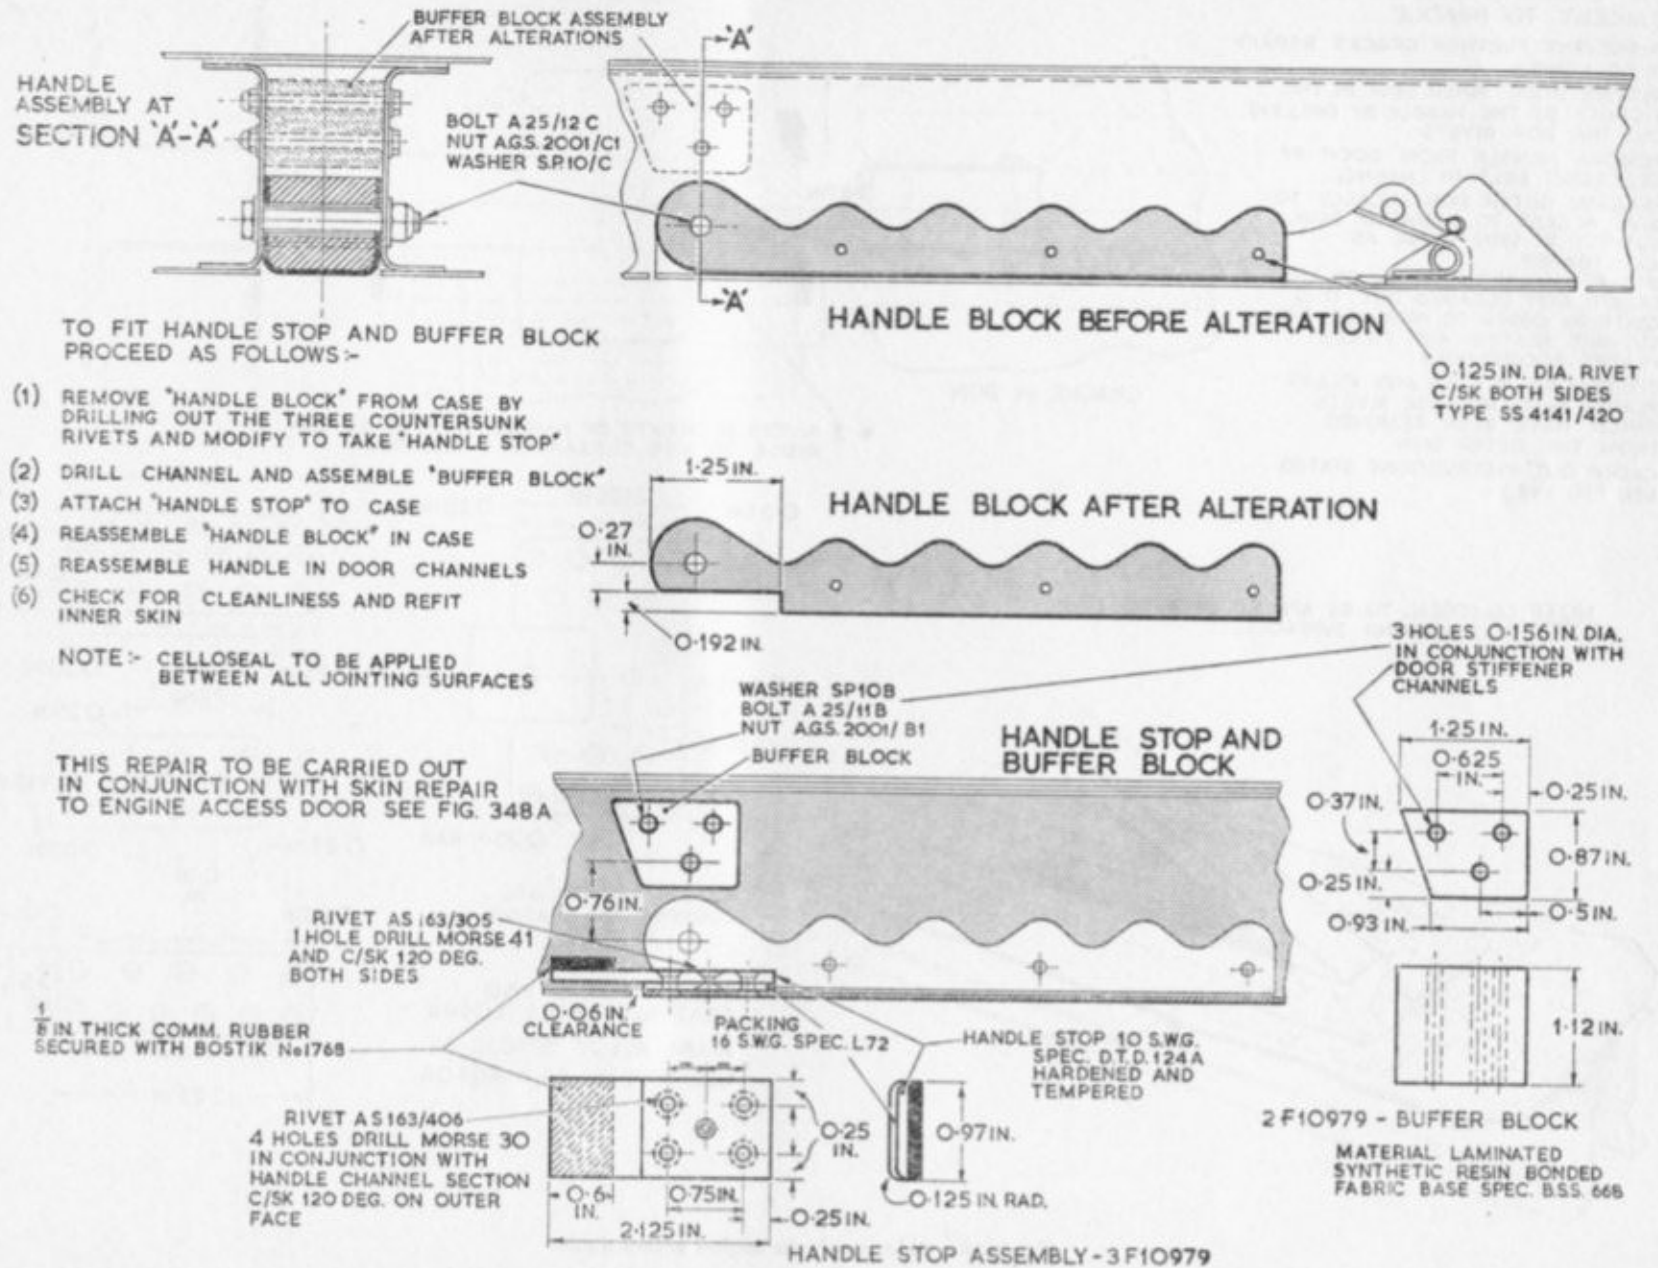 BUFFER BLOCK ASSEMBLY
AFTER ALTERATIONS
HANDLE
ASSEMBLY AT
SECTION 'A'-'A'
BOLT A 25/12 C
NUT A.G.S. 2001/C1
WASHER S.P.10/C
'A'
'A'
HANDLE BLOCK BEFORE ALTERATION
0·125 IN. DIA. RIVET
C/SK BOTH SIDES
TYPE SS 4141/420
TO FIT HANDLE STOP AND BUFFER BLOCK
PROCEED AS FOLLOWS:-
(1) REMOVE "HANDLE BLOCK" FROM CASE BY
DRILLING OUT THE THREE COUNTERSUNK
RIVETS AND MODIFY TO TAKE "HANDLE STOP"
(2) DRILL CHANNEL AND ASSEMBLE "BUFFER BLOCK"
(3) ATTACH "HANDLE STOP" TO CASE
(4) REASSEMBLE "HANDLE BLOCK" IN CASE
(5) REASSEMBLE HANDLE IN DOOR CHANNELS
(6) CHECK FOR CLEANLINESS AND REFIT
INNER SKIN
NOTE:- CELLOSEAL TO BE APPLIED
BETWEEN ALL JOINTING SURFACES
1·25 IN.
HANDLE BLOCK AFTER ALTERATION
0·27
IN.
0·192 IN.
THIS REPAIR TO BE CARRIED OUT
IN CONJUNCTION WITH SKIN REPAIR
TO ENGINE ACCESS DOOR SEE FIG. 348A
WASHER SP10B
BOLT A 25/11B
NUT A.G.S. 2001/ B1
BUFFER BLOCK
HANDLE STOP AND
BUFFER BLOCK
3 HOLES 0·156 IN. DIA.
IN CONJUNCTION WITH
DOOR STIFFENER
CHANNELS
1·25 IN.
0·625
IN.
0·25 IN.
0·37 IN.
0·87 IN.
0·25 IN.
0·93 IN.
0·5 IN.
1·12 IN.
2 F10979 - BUFFER BLOCK
MATERIAL LAMINATED
SYNTHETIC RESIN BONDED
FABRIC BASE SPEC. B.S.S. 668
0·76 IN.
RIVET AS 163/305
1 HOLE DRILL MORSE 41
AND C/SK 120 DEG.
BOTH SIDES
0·06 IN.
CLEARANCE
PACKING
16 S.W.G. SPEC. L 72
HANDLE STOP 10 S.W.G.
SPEC. D.T.D. 124A
HARDENED AND
TEMPERED
1/8 IN. THICK COMM. RUBBER
SECURED WITH BOSTIK No1768
RIVET AS 163/406
4 HOLES DRILL MORSE 30
IN CONJUNCTION WITH
HANDLE CHANNEL SECTION
C/SK 120 DEG. ON OUTER
FACE
0·25
IN.
0·97 IN.
0·125 IN. RAD.
0·6
IN.
0·75 IN.
0·25 IN.
2·125 IN.
HANDLE STOP ASSEMBLY - 3 F10979